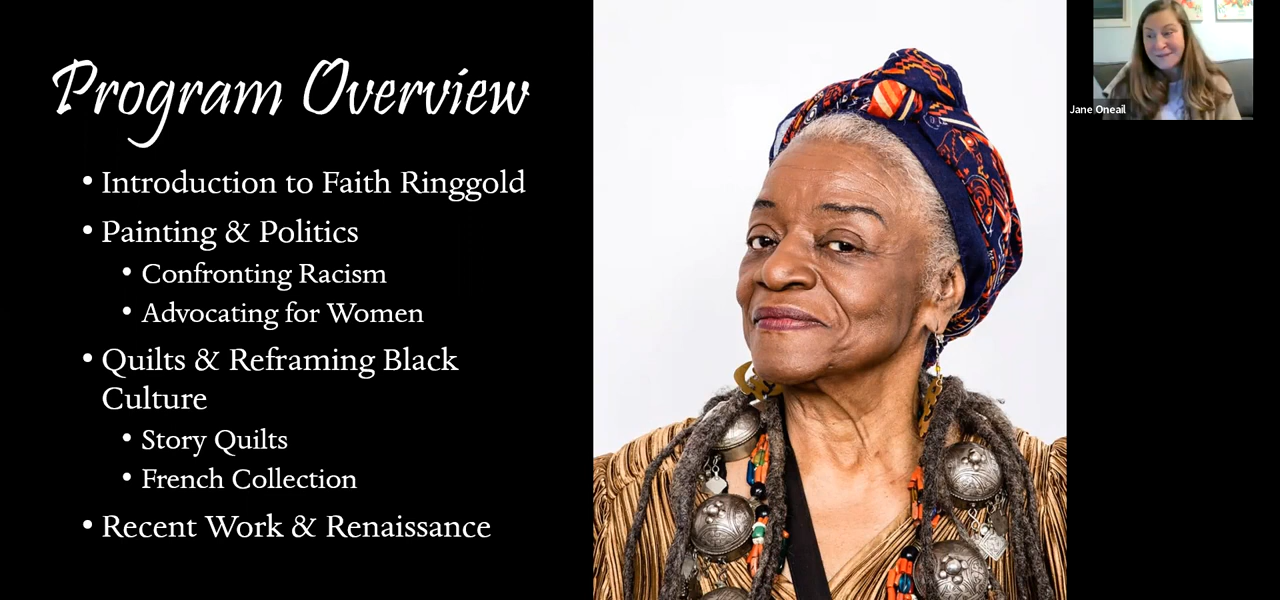 Program Overview
• Introduction to Faith Ringgold
• Painting & Politics
• Confronting Racism
• Advocating for Women
• Quilts & Reframing Black
Culture
• Story Quilts
• French Collection
• Recent Work & Renaissance
Jane Oneail